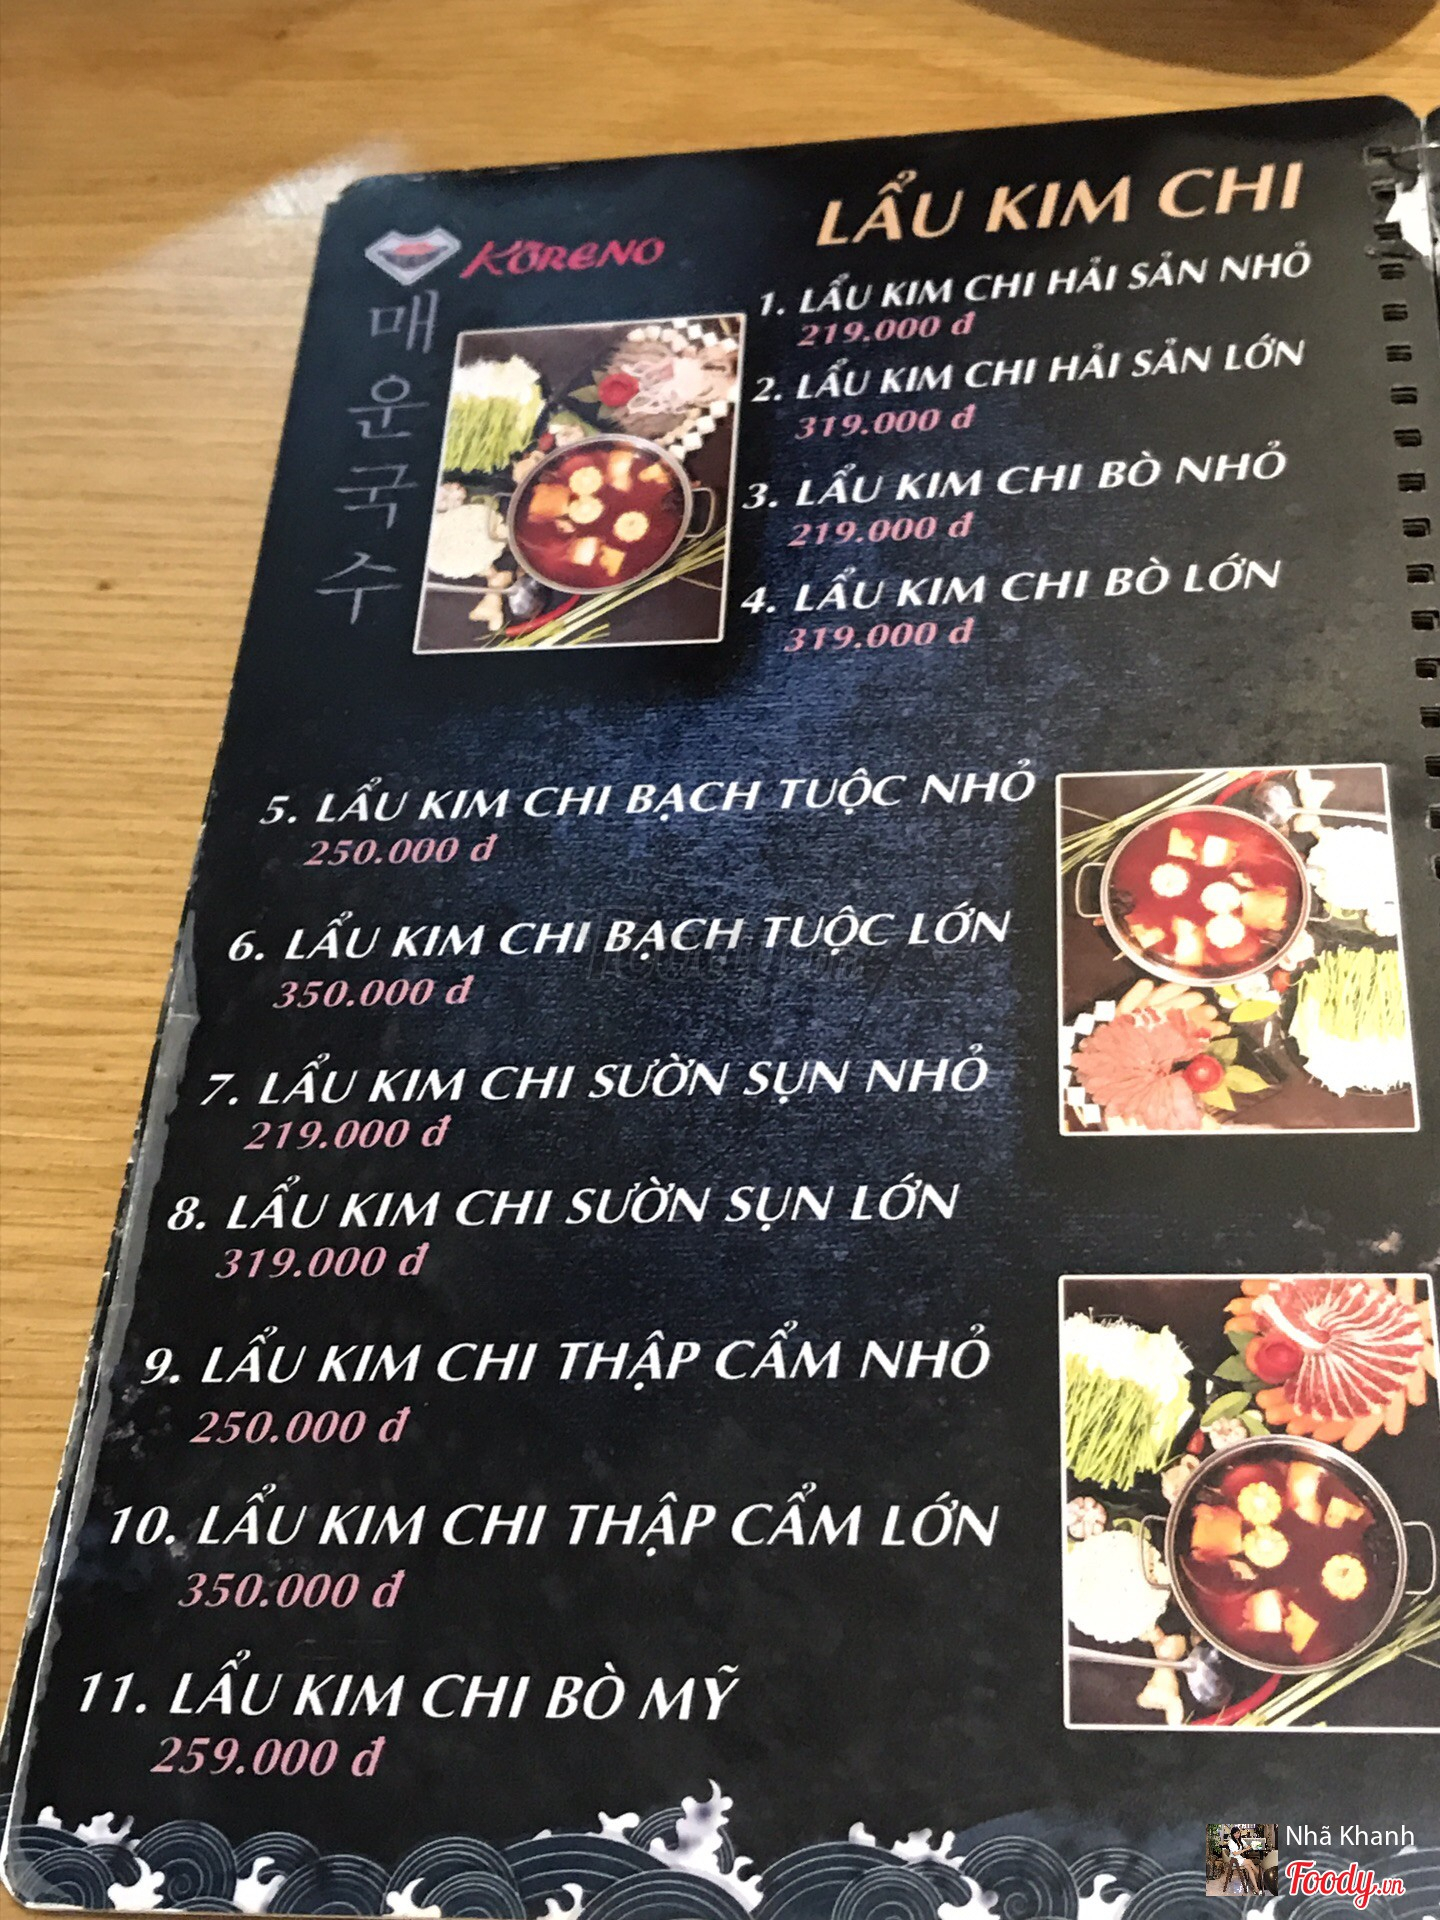 LẨU KIM CHI
KORENO
매
운
국
수
1. LẨU KIM CHI HẢI SẢN NHỎ
219.000 đ
2. LẨU KIM CHI HẢI SẢN LỚN
319.000 đ
3. LẨU KIM CHI BÒ NHỎ
219.000 đ
4. LẨU KIM CHI BÒ LỚN
319.000 đ
5. LẨU KIM CHI BẠCH TUỘC NHỎ
250.000 đ
6. LẨU KIM CHI BẠCH TUỘC LỚN
350.000 đ
7. LẨU KIM CHI SƯỜN SỤN NHỎ
219.000 đ
8. LẨU KIM CHI SƯỜN SỤN LỚN
319.000 đ
9. LẨU KIM CHI THẬP CẨM NHỎ
250.000 đ
10. LẨU KIM CHI THẬP CẨM LỚN
350.000 đ
11. LẨU KIM CHI BÒ MỸ
259.000 đ
Nhã Khanh
Foody.vn